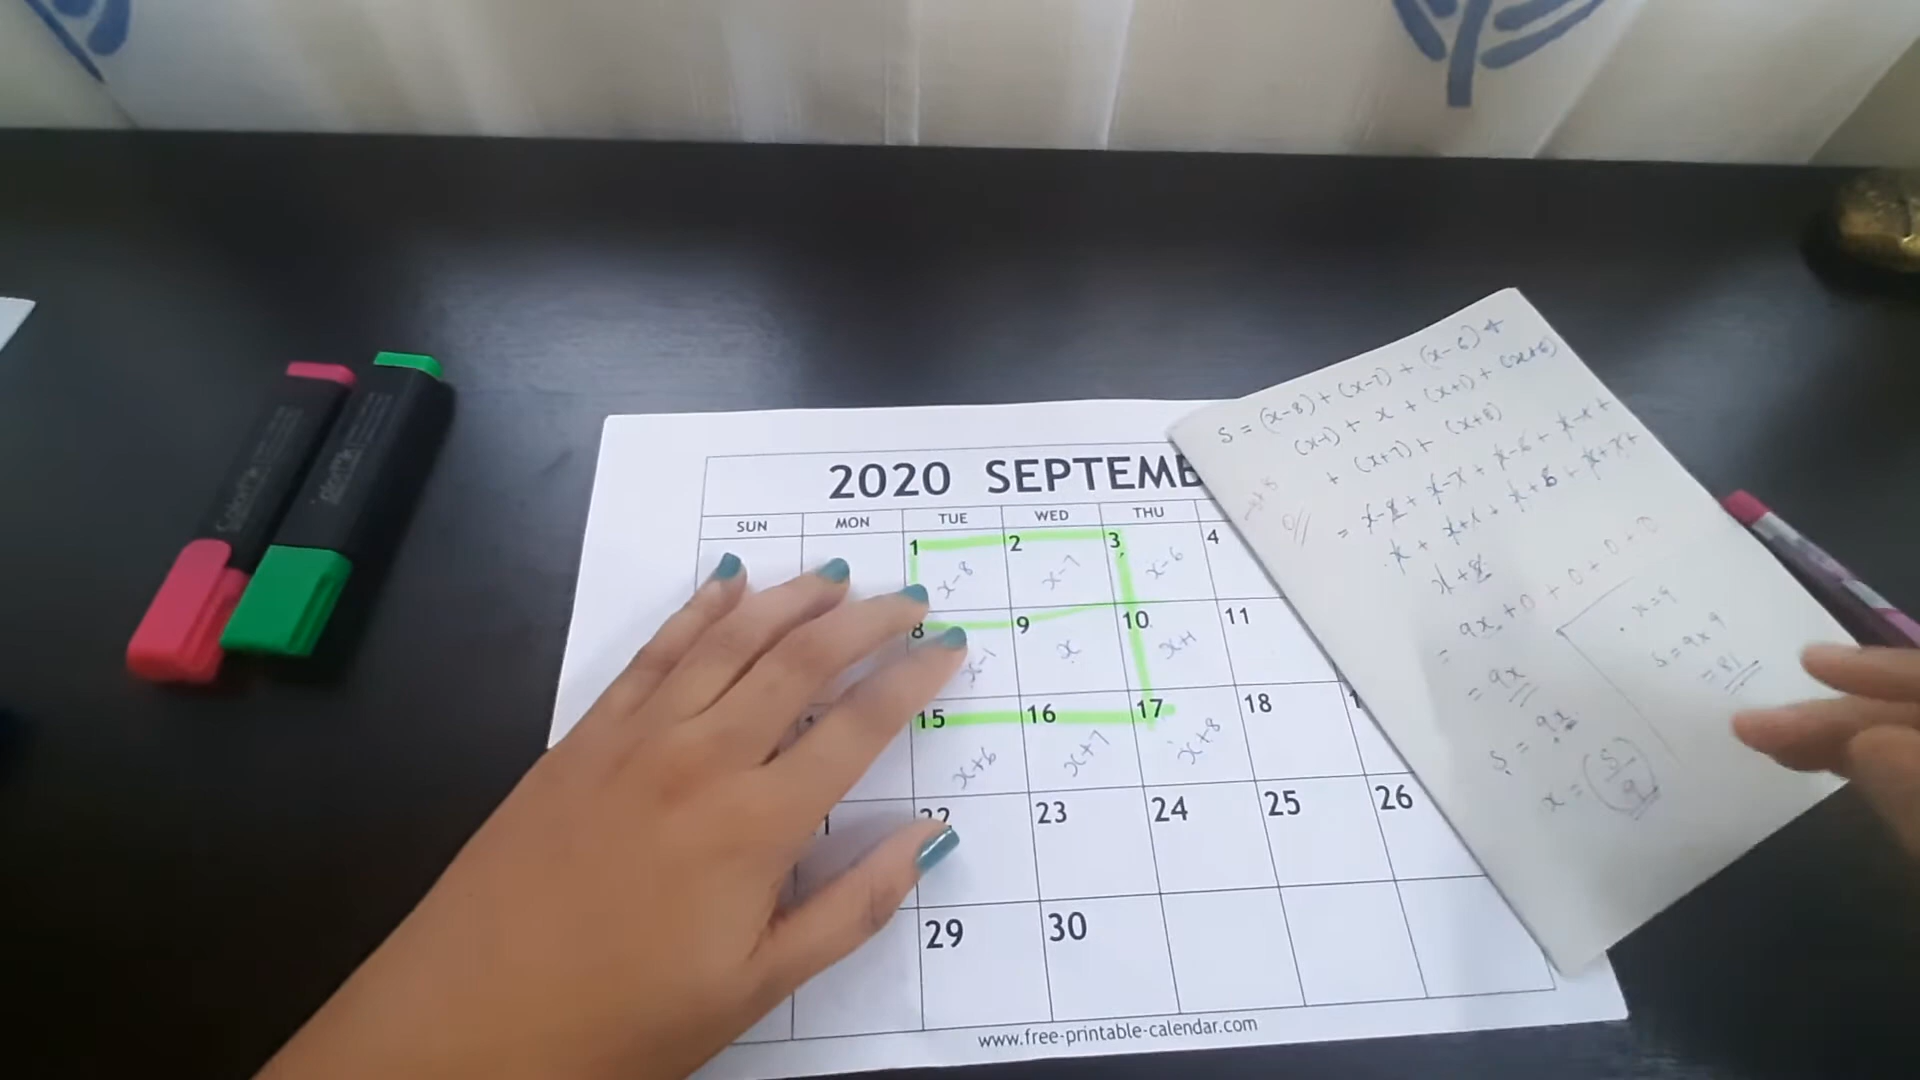 2020 SEPTEMB
SUN MON TUE WED THU
1 2 3 4
x-8 x-7 x-6
8 9 10 11
x-1 x x+1
15 16 17 18
x+6 x+7 x+8
22 23 24 25 26
29 30
www.free-printable-calendar.com
S = (x-8) + (x-7) + (x-6) +
(x-1) + x + (x+1) + (x+6)
+ (x+7) + (x+8)
x+8
= 9x + 0 + 0 + 0 + 0
= 9x
S = 9x
x = (S/9)
x = 9
S = 9x9
= 81